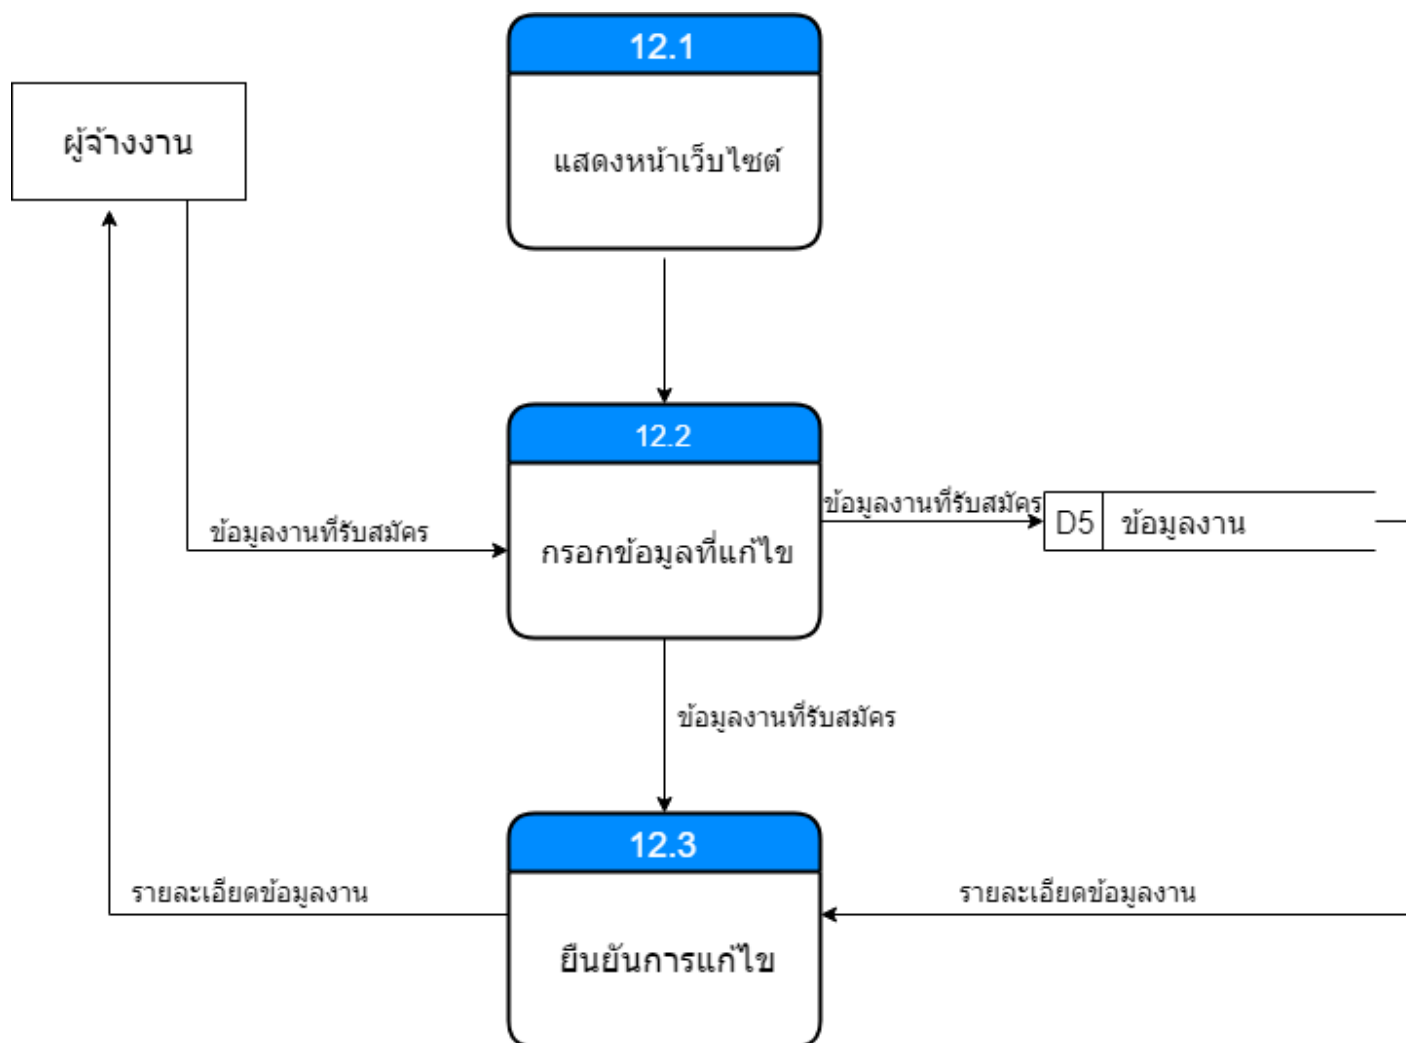 12.1
ผู้จ้างงาน
แสดงหน้าเว็บไซต์
12.2
ข้อมูลงานที่รับสมัคร
กรอกข้อมูลที่แก้ไข
ข้อมูลงานที่รับสมัคร
D5 ข้อมูลงาน
ข้อมูลงานที่รับสมัคร
12.3
รายละเอียดข้อมูลงาน
รายละเอียดข้อมูลงาน
ยืนยันการแก้ไข